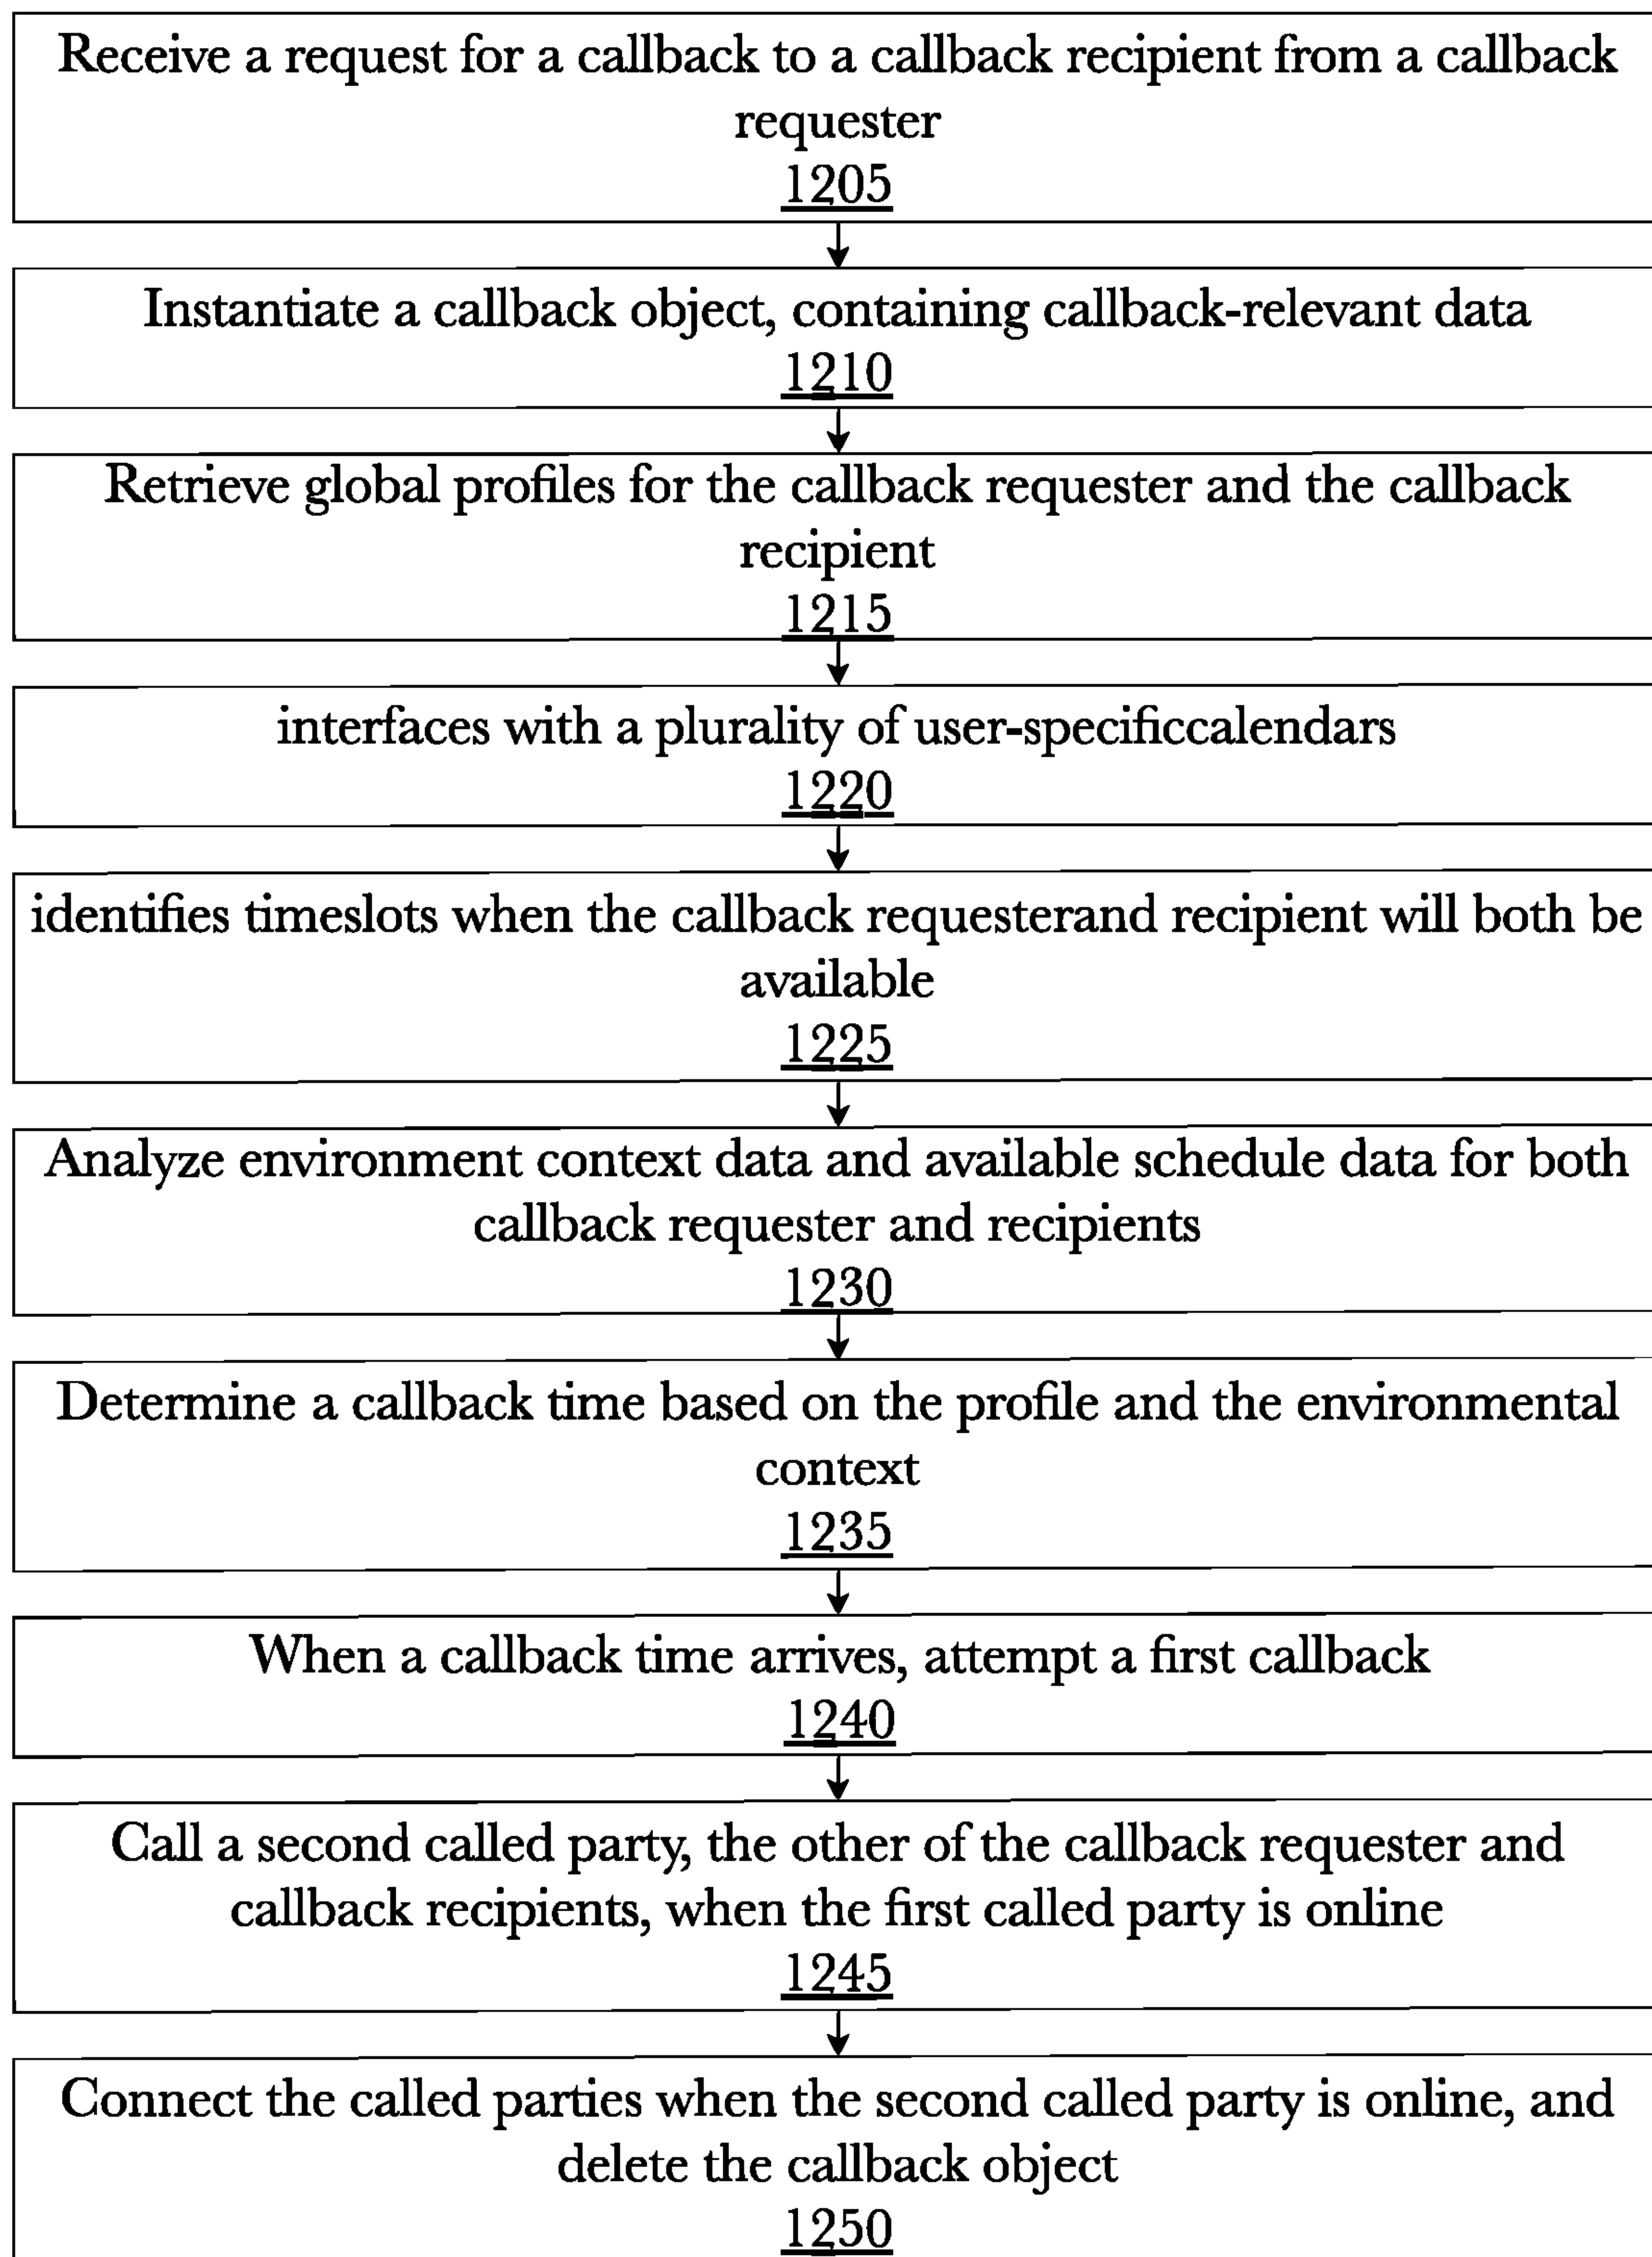 Receive a request for a callback to a callback recipient from a callback
requester
1205
Instantiate a callback object, containing callback-relevant data
1210
Retrieve global profiles for the callback requester and the callback
recipient
1215
interfaces with a plurality of user-specificcalendars
1220
identifies timeslots when the callback requesterand recipient will both be
available
1225
Analyze environment context data and available schedule data for both
callback requester and recipients
1230
Determine a callback time based on the profile and the environmental
context
1235
When a callback time arrives, attempt a first callback
1240
Call a second called party, the other of the callback requester and
callback recipients, when the first called party is online
1245
Connect the called parties when the second called party is online, and
delete the callback object
1250